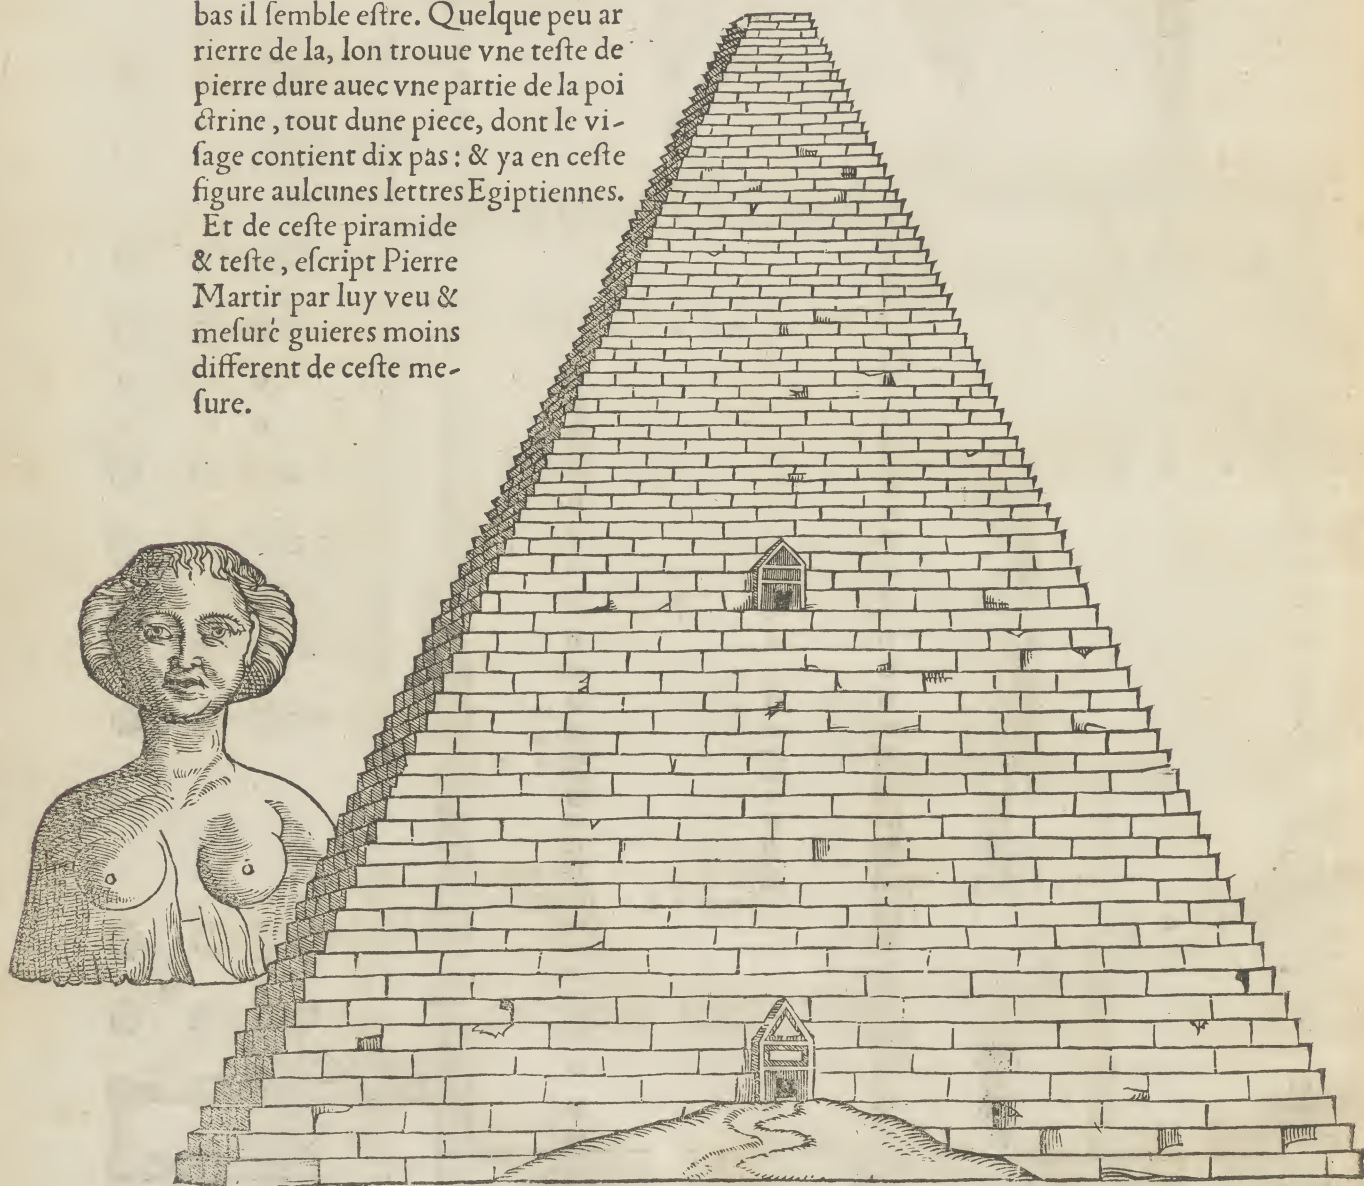 bas il ſemble eſtre. Quelque peu ar
rierre de la, lon trouue vne teſte de
pierre dure auec vne partie de la poi
ctrine, tout dune piece, dont le vi-
ſage contient dix pas: & ya en ceſte
figure aulcunes lettres Egiptiennes.
Et de ceſte piramide
& teſte, eſcript Pierre
Martir par luy veu &
meſuré guieres moins
different de ceſte me-
ſure.